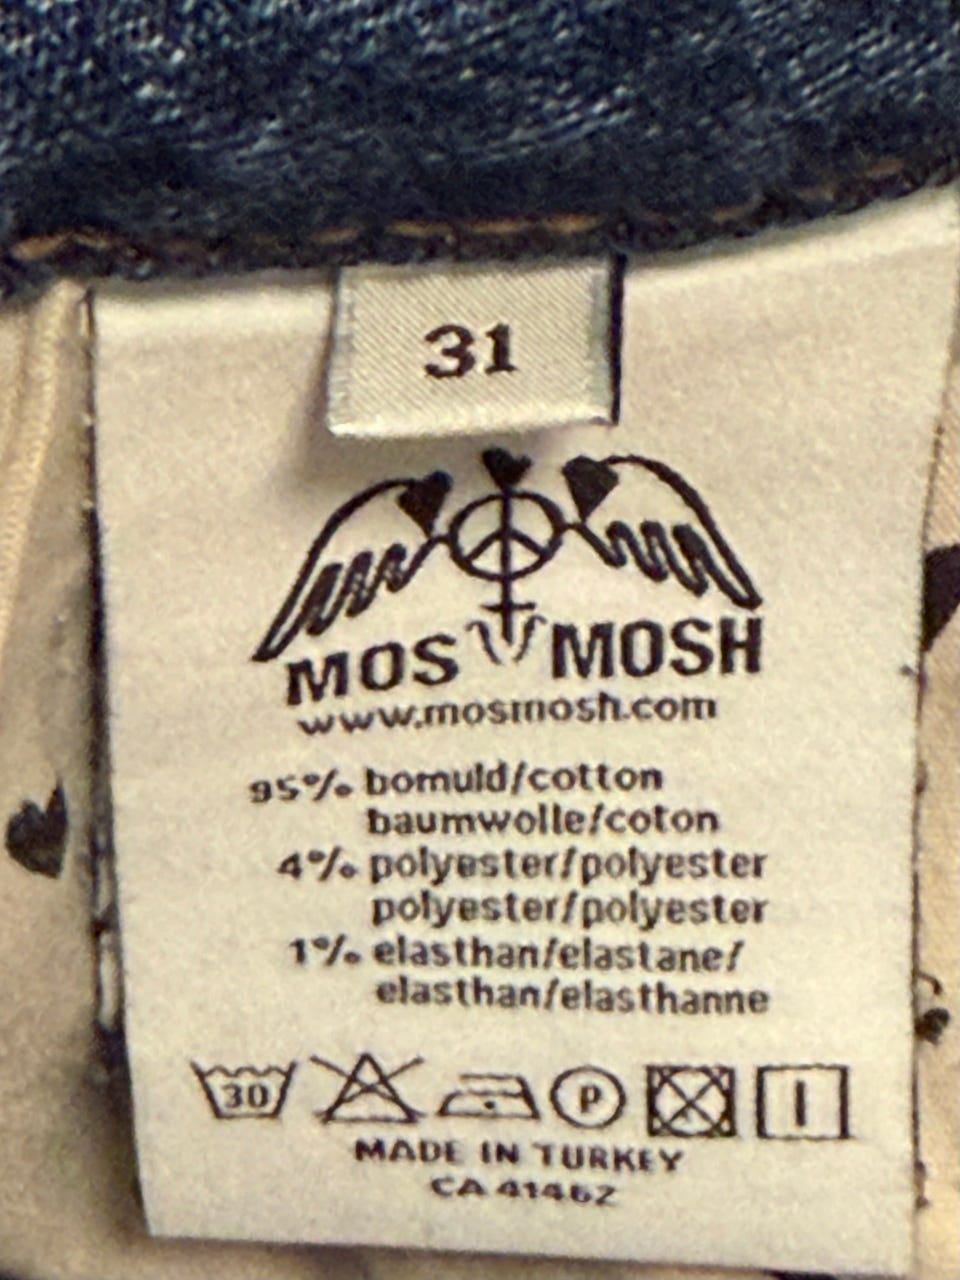 31
MOS MOSH
www.mosmosh.com
95% bomuld/cotton
baumwolle/coton
4% polyester/polyester
polyester/polyester
1% elasthan/elastane/
elasthan/elasthanne
30 P
MADE IN TURKEY
CA 41462